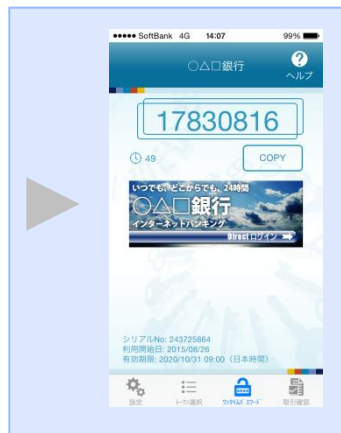 SoftBank 4G 14:07 99%
○△□銀行
ヘルプ
17830816
49
COPY
いつでも、どこからでも、24時間
○△□銀行
インターネットバンキング
Directログイン
シリアルNo: 243725864
利用開始日: 2015/08/26
有効期限: 2020/10/31 09:00（日本時間）
設定
トークン選択
ワンタイムパスワード
取引確認